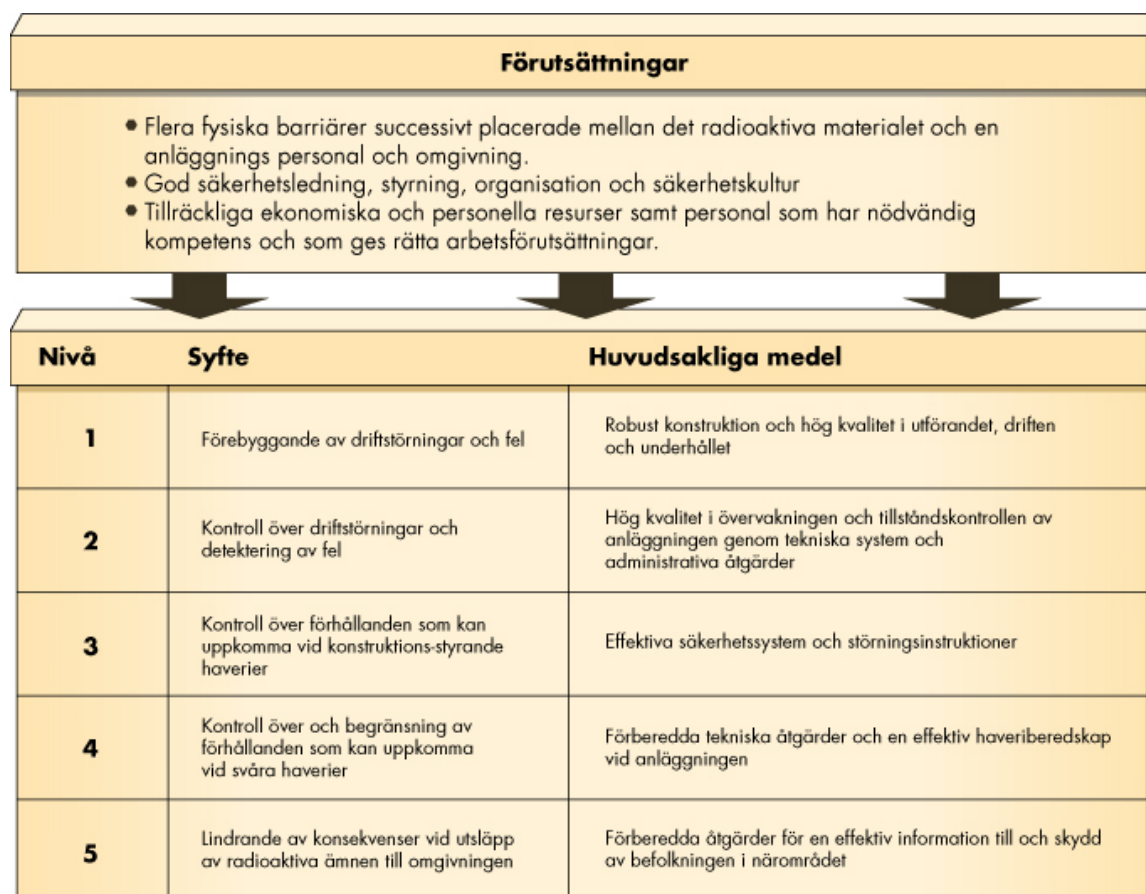 Förutsättningar
• Flera fysiska barriärer successivt placerade mellan det radioaktiva materialet och en
anläggnings personal och omgivning.
• God säkerhetsledning, styrning, organisation och säkerhetskultur
• Tillräckliga ekonomiska och personella resurser samt personal som har nödvändig
kompetens och som ges rätta arbetsförutsättningar.
Nivå Syfte Huvudsakliga medel
1
Förebyggande av driftstörningar och fel
Robust konstruktion och hög kvalitet i utförandet, driften
och underhållet
2
Kontroll över driftstörningar och
detektering av fel
Hög kvalitet i övervakningen och tillståndskontrollen av
anläggningen genom tekniska system och
administrativa åtgärder
3
Kontroll över förhållanden som kan
uppkomma vid konstruktions-styrande
haverier
Effektiva säkerhetssystem och störningsinstruktioner
4
Kontroll över och begränsning av
förhållanden som kan uppkomma
vid svåra haverier
Förberedda tekniska åtgärder och en effektiv haveriberedskap
vid anläggningen
5
Lindrande av konsekvenser vid utsläpp
av radioaktiva ämnen till omgivningen
Förberedda åtgärder för en effektiv information till och skydd
av befolkningen i närområdet